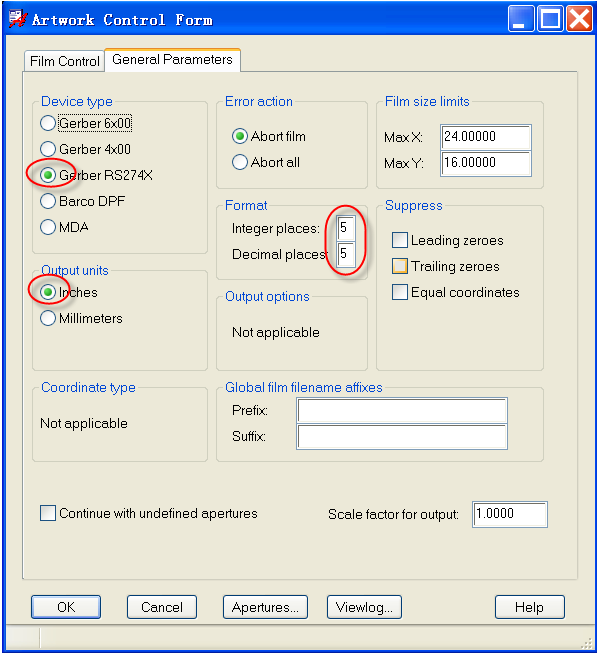 Artwork Control Form
Film Control
General Parameters
Device type
Gerber 6x00
Gerber 4x00
Gerber RS274X
Barco DPF
MDA
Error action
Abort film
Abort all
Film size limits
Max X: 24.00000
Max Y: 16.00000
Format
Integer places: 5
Decimal places: 5
Suppress
Leading zeroes
Trailing zeroes
Equal coordinates
Output units
Inches
Millimeters
Output options
Not applicable
Coordinate type
Not applicable
Global film filename affixes
Prefix:
Suffix:
Continue with undefined apertures
Scale factor for output: 1.0000
OK
Cancel
Apertures...
Viewlog...
Help